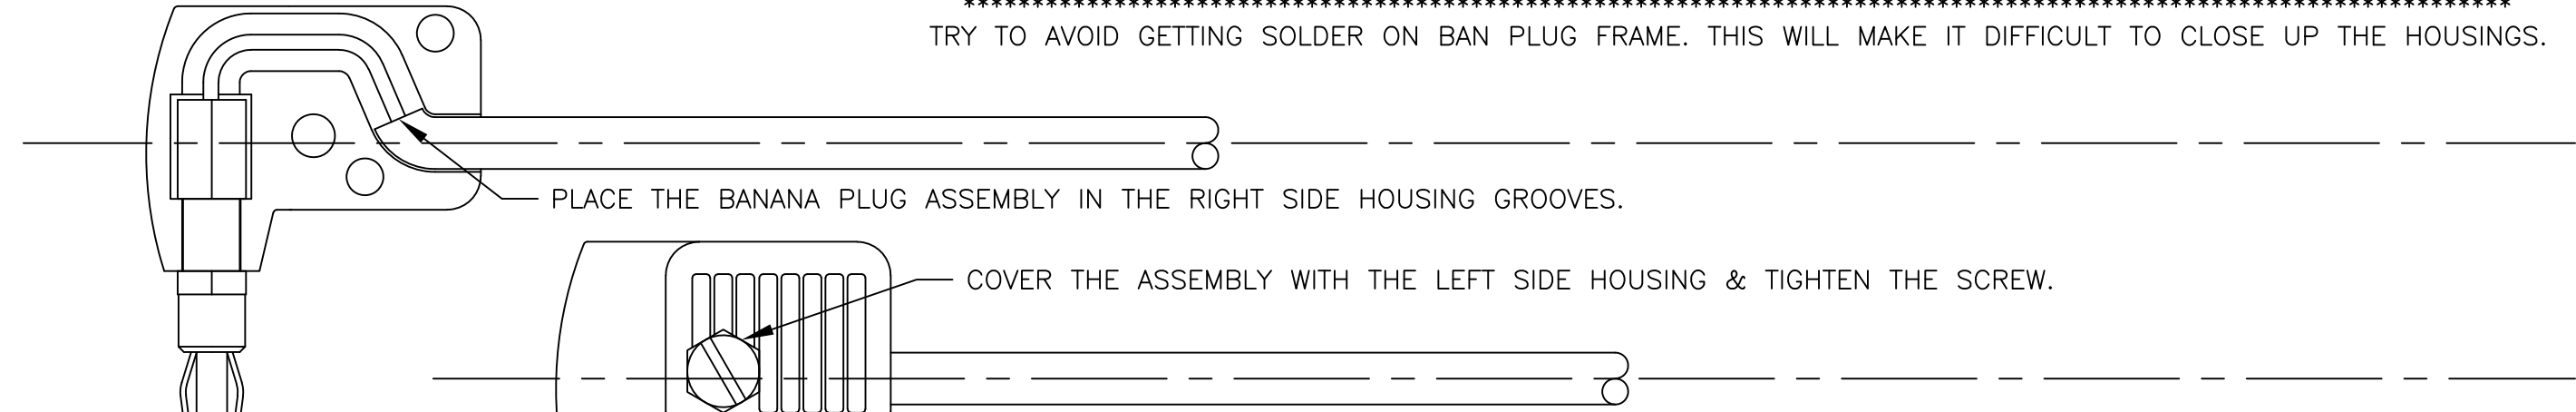 TRY TO AVOID GETTING SOLDER ON BAN PLUG FRAME. THIS WILL MAKE IT DIFFICULT TO CLOSE UP THE HOUSINGS.
PLACE THE BANANA PLUG ASSEMBLY IN THE RIGHT SIDE HOUSING GROOVES.
COVER THE ASSEMBLY WITH THE LEFT SIDE HOUSING & TIGHTEN THE SCREW.